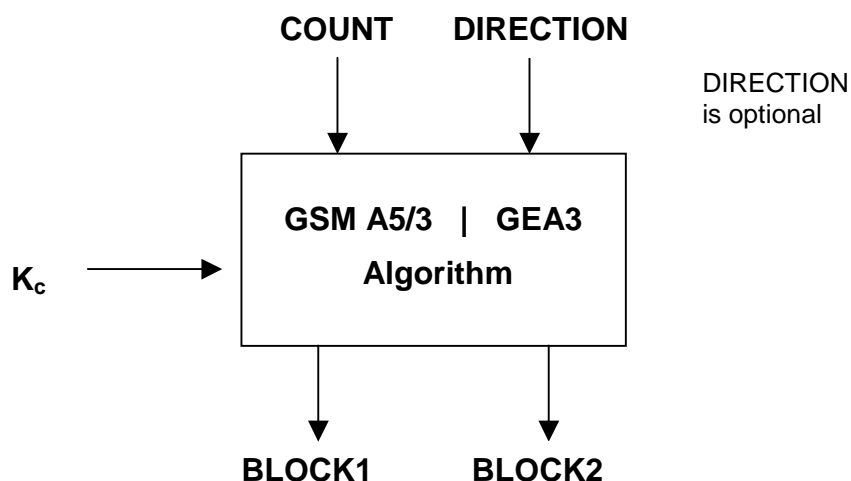 COUNT DIRECTION
DIRECTION
is optional
GSM A5/3 | GEA3
Algorithm
Kc
BLOCK1 BLOCK2